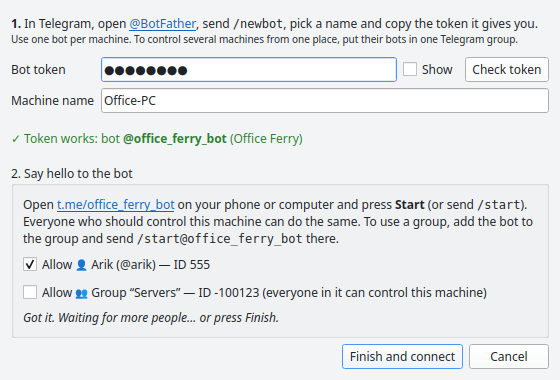 1. In Telegram, open @BotFather, send /newbot, pick a name and copy the token it gives you.
Use one bot per machine. To control several machines from one place, put their bots in one Telegram group.
Bot token ●●●●●●●● Show Check token
Machine name Office-PC
✓ Token works: bot @office_ferry_bot (Office Ferry)
2. Say hello to the bot
Open t.me/office_ferry_bot on your phone or computer and press Start (or send /start).
Everyone who should control this machine can do the same. To use a group, add the bot to
the group and send /start@office_ferry_bot there.
Allow 👤 Arik (@arik) — ID 555
Allow 👥 Group “Servers” — ID -100123 (everyone in it can control this machine)
Got it. Waiting for more people… or press Finish.
Finish and connect Cancel